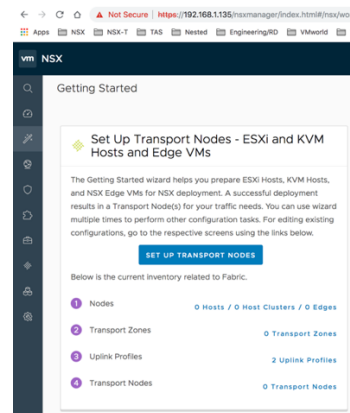 Not Secure | https://192.168.1.135/nsxmanager/index.html#/nsx/wo
Apps NSX NSX-T TAS Nested Engineering/RD VMworld
vm NSX
Getting Started
Set Up Transport Nodes - ESXi and KVM
Hosts and Edge VMs
The Getting Started wizard helps you prepare ESXi Hosts, KVM Hosts,
and NSX Edge VMs for NSX deployment. A successful deployment
results in a Transport Node(s) for your traffic needs. You can use wizard
multiple times to perform other configuration tasks. For editing existing
configurations, go to the respective screens using the links below.
SET UP TRANSPORT NODES
Below is the current inventory related to Fabric.
1 Nodes 0 Hosts / 0 Host Clusters / 0 Edges
2 Transport Zones 0 Transport Zones
3 Uplink Profiles 2 Uplink Profiles
4 Transport Nodes 0 Transport Nodes